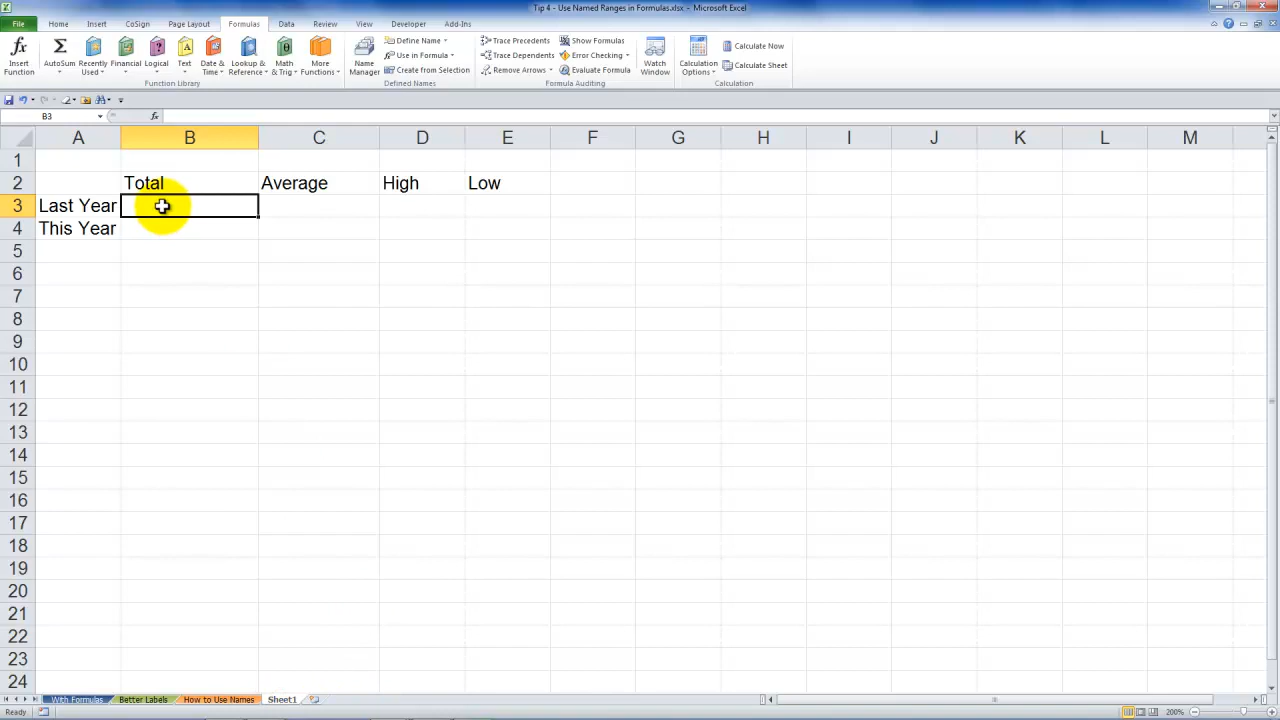 Tip 4 - Use Named Ranges in Formulas.xlsx - Microsoft Excel
File Home Insert CoSign Page Layout Formulas Data Review View Developer Add-Ins
Insert Function
AutoSum
Recently Used
Financial
Logical
Text
Date & Time
Lookup & Reference
Math & Trig
More Functions
Function Library
Name Manager
Define Name
Use in Formula
Create from Selection
Defined Names
Trace Precedents
Trace Dependents
Remove Arrows
Show Formulas
Error Checking
Evaluate Formula
Formula Auditing
Watch Window
Calculation Options
Calculate Now
Calculate Sheet
Calculation
B3 fx
A B C D E F G H I J K L M
1
2 Total Average High Low
3 Last Year
4 This Year
5
6
7
8
9
10
11
12
13
14
15
16
17
18
19
20
21
22
23
24
With Formulas Better Labels How to Use Names Sheet1
Ready 200%